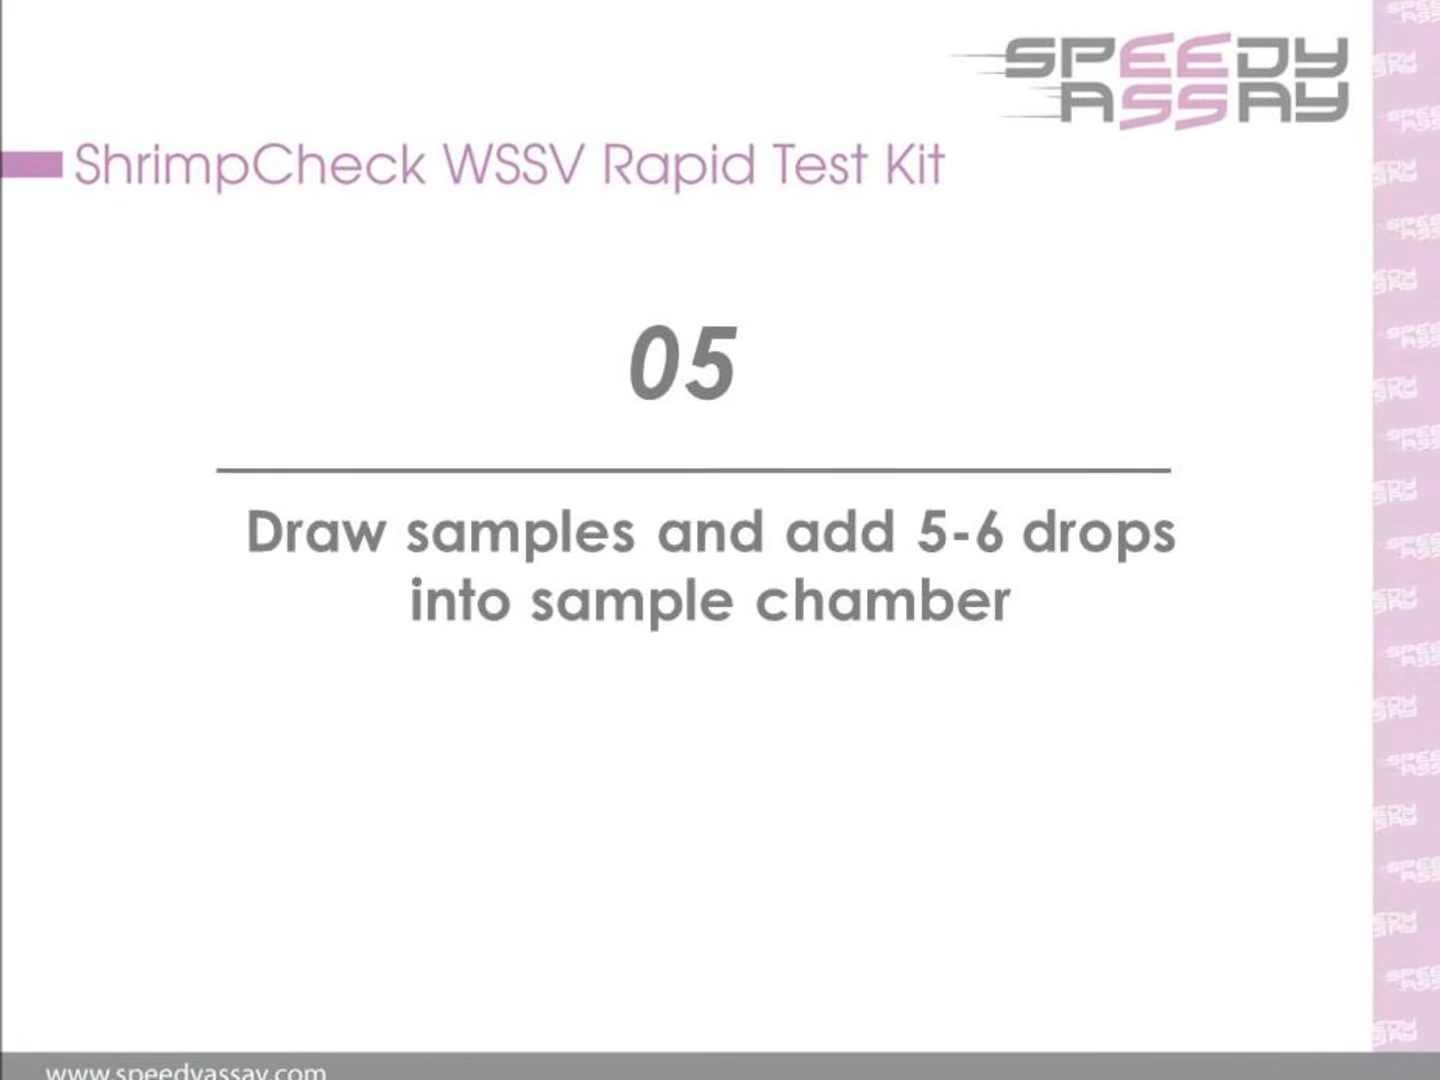 SPEEDY
ASSAY
ShrimpCheck WSSV Rapid Test Kit
05
Draw samples and add 5-6 drops
into sample chamber
www.speedyassay.com